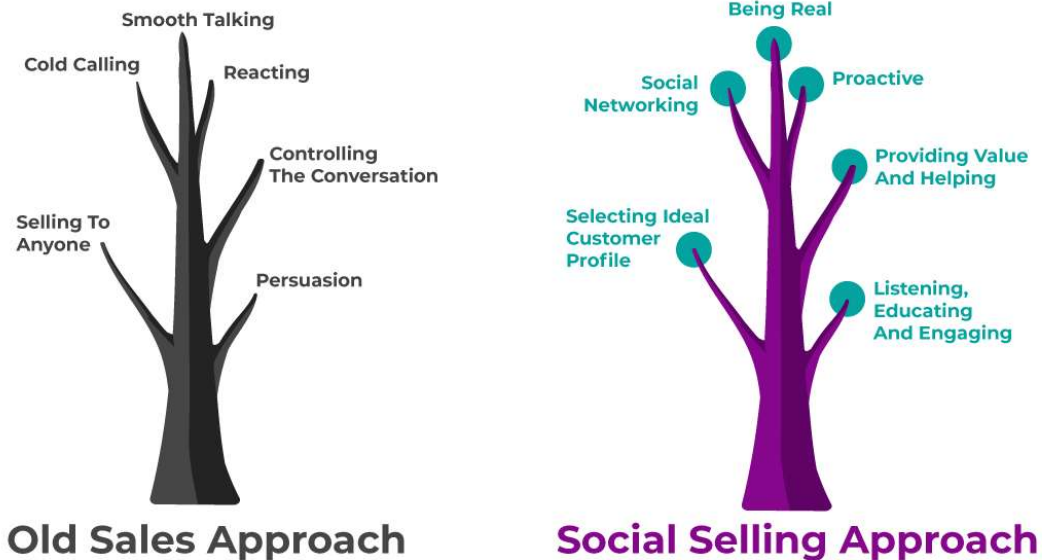 Smooth Talking
Cold Calling
Reacting
Controlling
The Conversation
Selling To
Anyone
Persuasion
Old Sales Approach
Being Real
Social
Networking
Proactive
Providing Value
And Helping
Selecting Ideal
Customer
Profile
Listening,
Educating
And Engaging
Social Selling Approach